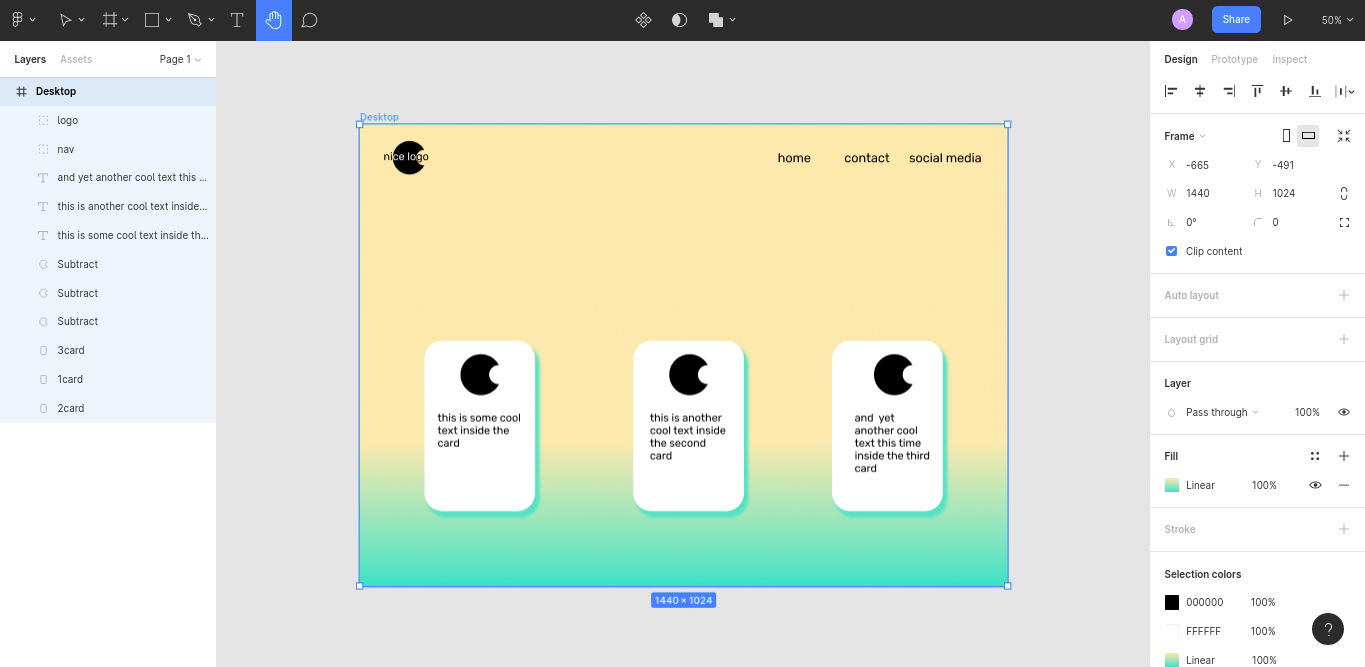 A
Share
50%
Layers
Assets
Page 1
Desktop
logo
nav
and yet another cool text this ...
this is another cool text inside...
this is some cool text inside th...
Subtract
Subtract
Subtract
3card
1card
2card
Desktop
nice logo
home
contact
social media
this is some cool
text inside the
card
this is another
cool text inside
the second
card
and  yet
another cool
text this time
inside the third
card
1440 × 1024
Design
Prototype
Inspect
Frame
X
-665
Y
-491
W
1440
H
1024
0°
0
Clip content
Auto layout
Layout grid
Layer
Pass through
100%
Fill
Linear
100%
Stroke
Selection colors
000000
100%
FFFFFF
100%
Linear
100%
?